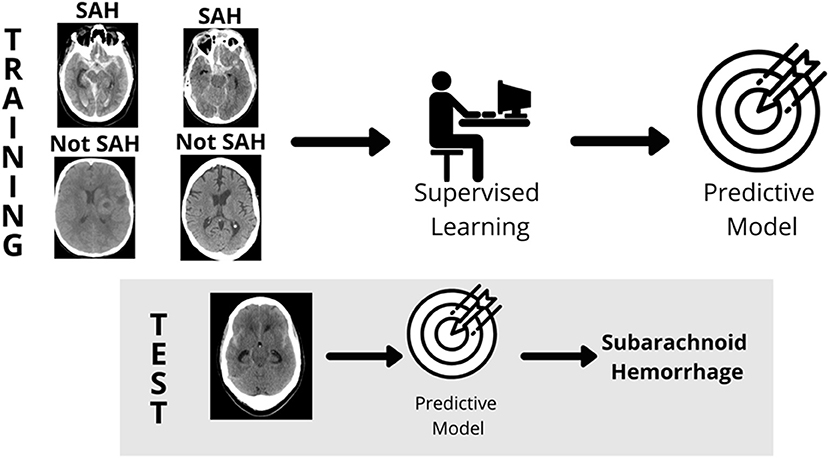 TRAINING
SAH
SAH
Not SAH
Not SAH
Supervised
Learning
Predictive
Model
TEST
Predictive
Model
Subarachnoid
Hemorrhage